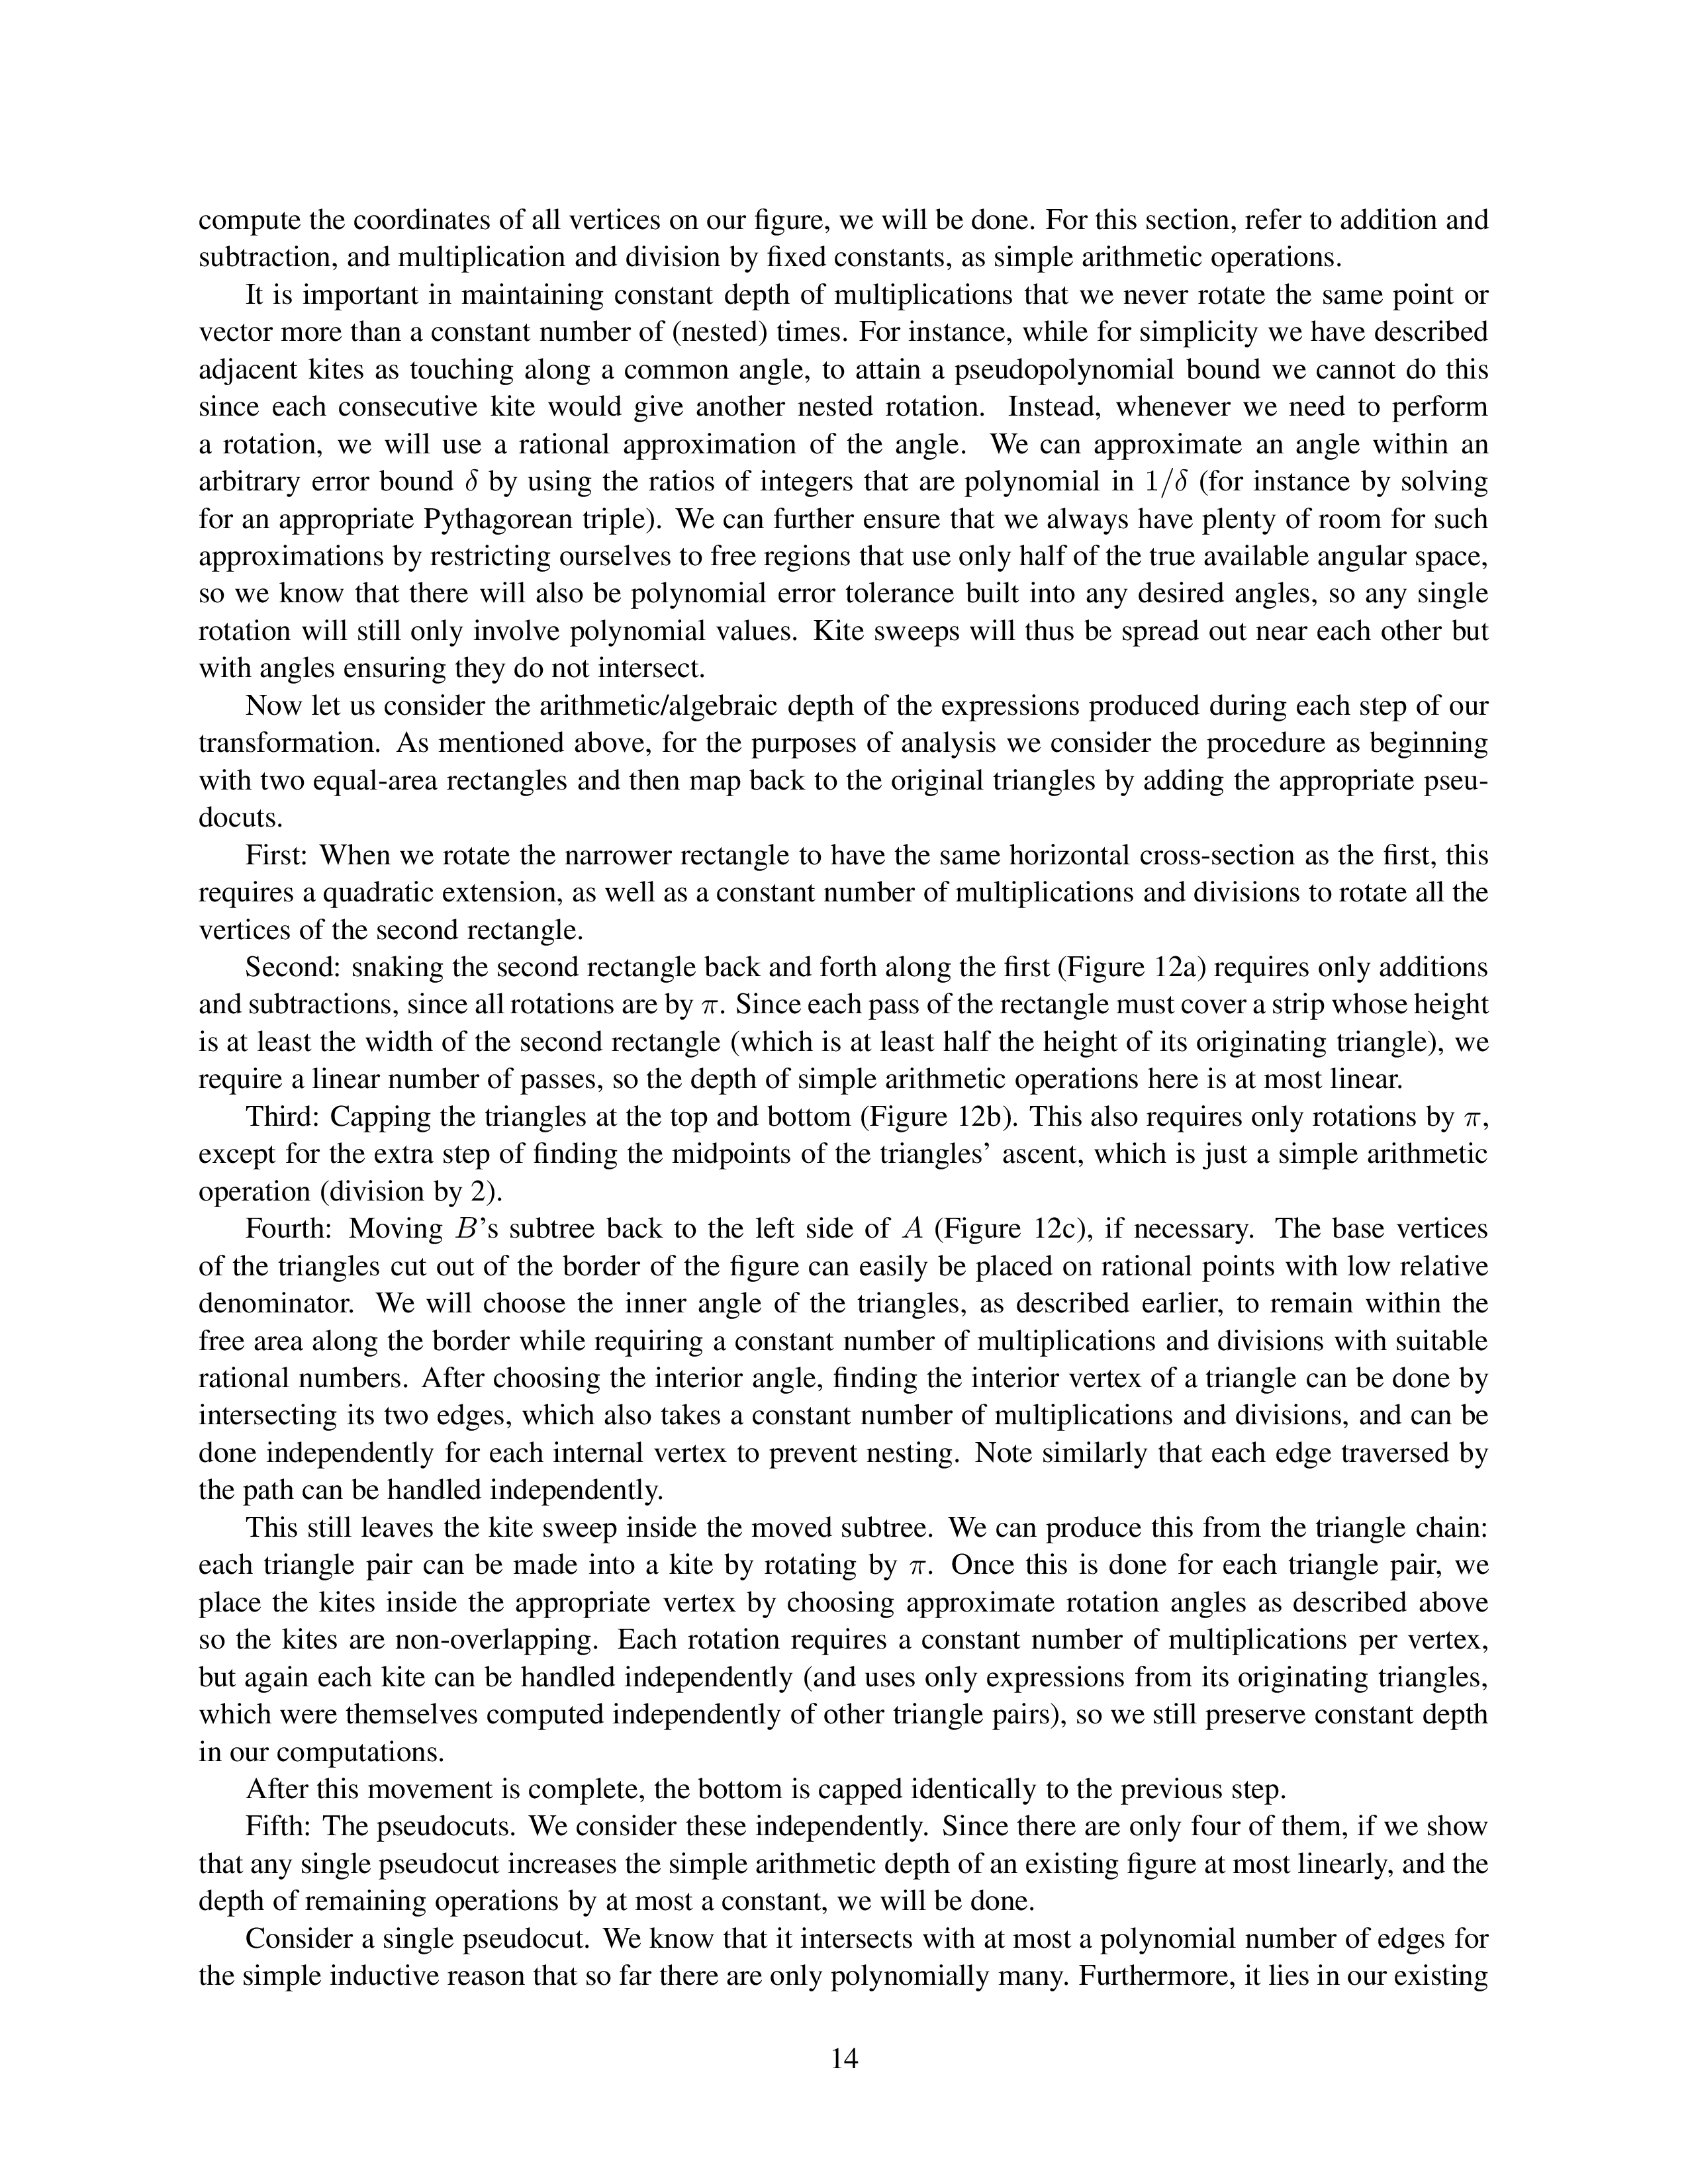 compute the coordinates of all vertices on our figure, we will be done. For this section, refer to addition and
subtraction, and multiplication and division by fixed constants, as simple arithmetic operations.
It is important in maintaining constant depth of multiplications that we never rotate the same point or
vector more than a constant number of (nested) times. For instance, while for simplicity we have described
adjacent kites as touching along a common angle, to attain a pseudopolynomial bound we cannot do this
since each consecutive kite would give another nested rotation. Instead, whenever we need to perform
a rotation, we will use a rational approximation of the angle. We can approximate an angle within an
arbitrary error bound δ by using the ratios of integers that are polynomial in 1/δ (for instance by solving
for an appropriate Pythagorean triple). We can further ensure that we always have plenty of room for such
approximations by restricting ourselves to free regions that use only half of the true available angular space,
so we know that there will also be polynomial error tolerance built into any desired angles, so any single
rotation will still only involve polynomial values. Kite sweeps will thus be spread out near each other but
with angles ensuring they do not intersect.
Now let us consider the arithmetic/algebraic depth of the expressions produced during each step of our
transformation. As mentioned above, for the purposes of analysis we consider the procedure as beginning
with two equal-area rectangles and then map back to the original triangles by adding the appropriate pseu-
docuts.
First: When we rotate the narrower rectangle to have the same horizontal cross-section as the first, this
requires a quadratic extension, as well as a constant number of multiplications and divisions to rotate all the
vertices of the second rectangle.
Second: snaking the second rectangle back and forth along the first (Figure 12a) requires only additions
and subtractions, since all rotations are by π. Since each pass of the rectangle must cover a strip whose height
is at least the width of the second rectangle (which is at least half the height of its originating triangle), we
require a linear number of passes, so the depth of simple arithmetic operations here is at most linear.
Third: Capping the triangles at the top and bottom (Figure 12b). This also requires only rotations by π,
except for the extra step of finding the midpoints of the triangles' ascent, which is just a simple arithmetic
operation (division by 2).
Fourth: Moving B's subtree back to the left side of A (Figure 12c), if necessary. The base vertices
of the triangles cut out of the border of the figure can easily be placed on rational points with low relative
denominator. We will choose the inner angle of the triangles, as described earlier, to remain within the
free area along the border while requiring a constant number of multiplications and divisions with suitable
rational numbers. After choosing the interior angle, finding the interior vertex of a triangle can be done by
intersecting its two edges, which also takes a constant number of multiplications and divisions, and can be
done independently for each internal vertex to prevent nesting. Note similarly that each edge traversed by
the path can be handled independently.
This still leaves the kite sweep inside the moved subtree. We can produce this from the triangle chain:
each triangle pair can be made into a kite by rotating by π. Once this is done for each triangle pair, we
place the kites inside the appropriate vertex by choosing approximate rotation angles as described above
so the kites are non-overlapping. Each rotation requires a constant number of multiplications per vertex,
but again each kite can be handled independently (and uses only expressions from its originating triangles,
which were themselves computed independently of other triangle pairs), so we still preserve constant depth
in our computations.
After this movement is complete, the bottom is capped identically to the previous step.
Fifth: The pseudocuts. We consider these independently. Since there are only four of them, if we show
that any single pseudocut increases the simple arithmetic depth of an existing figure at most linearly, and the
depth of remaining operations by at most a constant, we will be done.
Consider a single pseudocut. We know that it intersects with at most a polynomial number of edges for
the simple inductive reason that so far there are only polynomially many. Furthermore, it lies in our existing
14